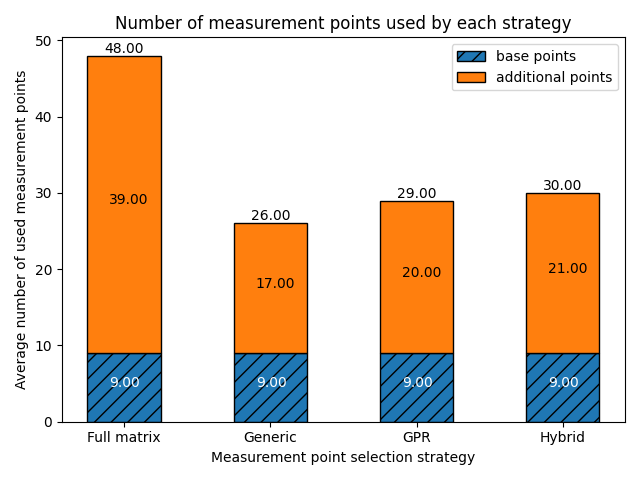 Number of measurement points used by each strategy
base points
additional points
Average number of used measurement points
50
40
30
20
10
0
48.00
39.00
9.00
26.00
17.00
9.00
29.00
20.00
9.00
30.00
21.00
9.00
Full matrix
Generic
GPR
Hybrid
Measurement point selection strategy